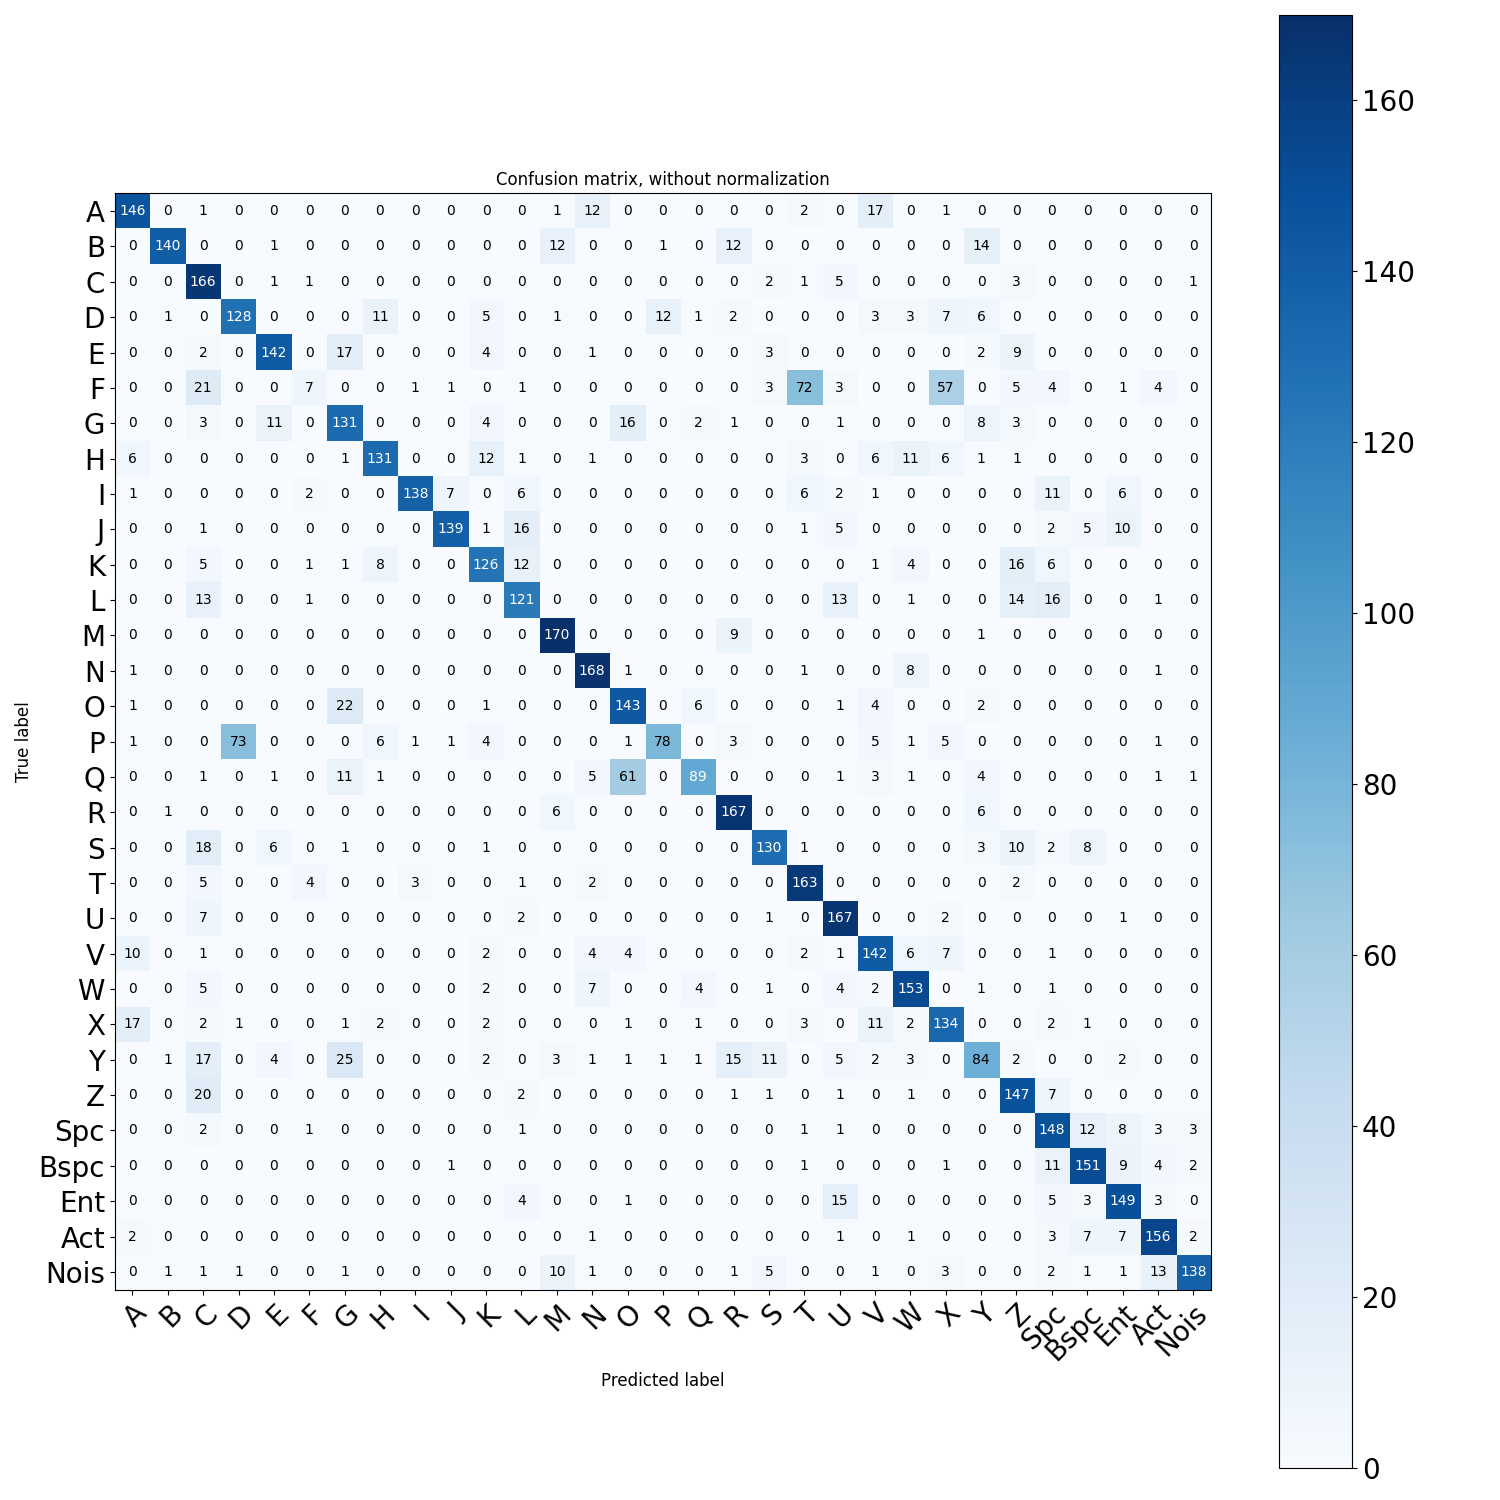 Confusion matrix, without normalization
A 146 0 1 0 0 0 0 0 0 0 0 0 1 12 0 0 0 0 0 2 0 17 0 1 0 0 0 0 0 0 0
B 0 140 0 0 1 0 0 0 0 0 0 0 12 0 0 1 0 12 0 0 0 0 0 0 14 0 0 0 0 0 0
C 0 0 166 0 1 1 0 0 0 0 0 0 0 0 0 0 0 0 2 1 5 0 0 0 0 3 0 0 0 0 1
D 0 1 0 128 0 0 0 11 0 0 5 0 1 0 0 12 1 2 0 0 0 3 3 7 6 0 0 0 0 0 0
E 0 0 2 0 142 0 17 0 0 0 4 0 0 1 0 0 0 0 3 0 0 0 0 0 2 9 0 0 0 0 0
F 0 0 21 0 0 7 0 0 1 1 0 1 0 0 0 0 0 0 3 72 3 0 0 57 0 5 4 0 1 4 0
G 0 0 3 0 11 0 131 0 0 0 4 0 0 0 16 0 2 1 0 0 1 0 0 0 8 3 0 0 0 0 0
H 6 0 0 0 0 0 1 131 0 0 12 1 0 1 0 0 0 0 0 3 0 6 11 6 1 1 0 0 0 0 0
I 1 0 0 0 0 2 0 0 138 7 0 6 0 0 0 0 0 0 0 6 2 1 0 0 0 0 11 0 6 0 0
J 0 0 1 0 0 0 0 0 0 139 1 16 0 0 0 0 0 0 0 1 5 0 0 0 0 0 2 5 10 0 0
K 0 0 5 0 0 1 1 8 0 0 126 12 0 0 0 0 0 0 0 0 0 1 4 0 0 16 6 0 0 0 0
L 0 0 13 0 0 1 0 0 0 0 0 121 0 0 0 0 0 0 0 0 13 0 1 0 0 14 16 0 0 1 0
M 0 0 0 0 0 0 0 0 0 0 0 0 170 0 0 0 0 9 0 0 0 0 0 0 1 0 0 0 0 0 0
N 1 0 0 0 0 0 0 0 0 0 0 0 0 168 1 0 0 0 0 1 0 0 8 0 0 0 0 0 0 1 0
O 1 0 0 0 0 0 22 0 0 0 1 0 0 0 143 0 6 0 0 0 1 4 0 0 2 0 0 0 0 0 0
P 1 0 0 73 0 0 0 6 1 1 4 0 0 0 1 78 0 3 0 0 0 5 1 5 0 0 0 0 0 1 0
Q 0 0 1 0 1 0 11 1 0 0 0 0 0 5 61 0 89 0 0 0 1 3 1 0 4 0 0 0 0 1 1
R 0 1 0 0 0 0 0 0 0 0 0 0 6 0 0 0 0 167 0 0 0 0 0 0 6 0 0 0 0 0 0
S 0 0 18 0 6 0 1 0 0 0 1 0 0 0 0 0 0 0 130 1 0 0 0 0 3 10 2 8 0 0 0
T 0 0 5 0 0 4 0 0 3 0 0 1 0 2 0 0 0 0 0 163 0 0 0 0 0 2 0 0 0 0 0
U 0 0 7 0 0 0 0 0 0 0 0 2 0 0 0 0 0 0 1 0 167 0 0 2 0 0 0 0 1 0 0
V 10 0 1 0 0 0 0 0 0 0 2 0 0 4 4 0 0 0 0 2 1 142 6 7 0 0 1 0 0 0 0
W 0 0 5 0 0 0 0 0 0 0 2 0 0 7 0 0 4 0 1 0 4 2 153 0 1 0 1 0 0 0 0
X 17 0 2 1 0 0 1 2 0 0 2 0 0 0 1 0 1 0 0 3 0 11 2 134 0 0 2 1 0 0 0
Y 0 1 17 0 4 0 25 0 0 0 2 0 3 1 1 1 1 15 11 0 5 2 3 0 84 2 0 0 2 0 0
Z 0 0 20 0 0 0 0 0 0 0 0 2 0 0 0 0 0 1 1 0 1 0 1 0 0 147 7 0 0 0 0
Spc 0 0 2 0 0 1 0 0 0 0 0 1 0 0 0 0 0 0 0 1 1 0 0 0 0 0 148 12 8 3 3
Bspc 0 0 0 0 0 0 0 0 0 1 0 0 0 0 0 0 0 0 0 1 0 0 0 1 0 0 11 151 9 4 2
Ent 0 0 0 0 0 0 0 0 0 0 0 4 0 0 1 0 0 0 0 0 15 0 0 0 0 0 5 3 149 3 0
Act 2 0 0 0 0 0 0 0 0 0 0 0 0 1 0 0 0 0 0 0 1 0 1 0 0 0 3 7 7 156 2
Nois 0 1 1 1 0 0 1 0 0 0 0 0 10 1 0 0 0 1 5 0 0 1 0 3 0 0 2 1 1 13 138
A B C D E F G H I J K L M N O P Q R S T U V W X Y Z Spc Bspc Ent Act Nois
Predicted label
True label
160
140
120
100
80
60
40
20
0